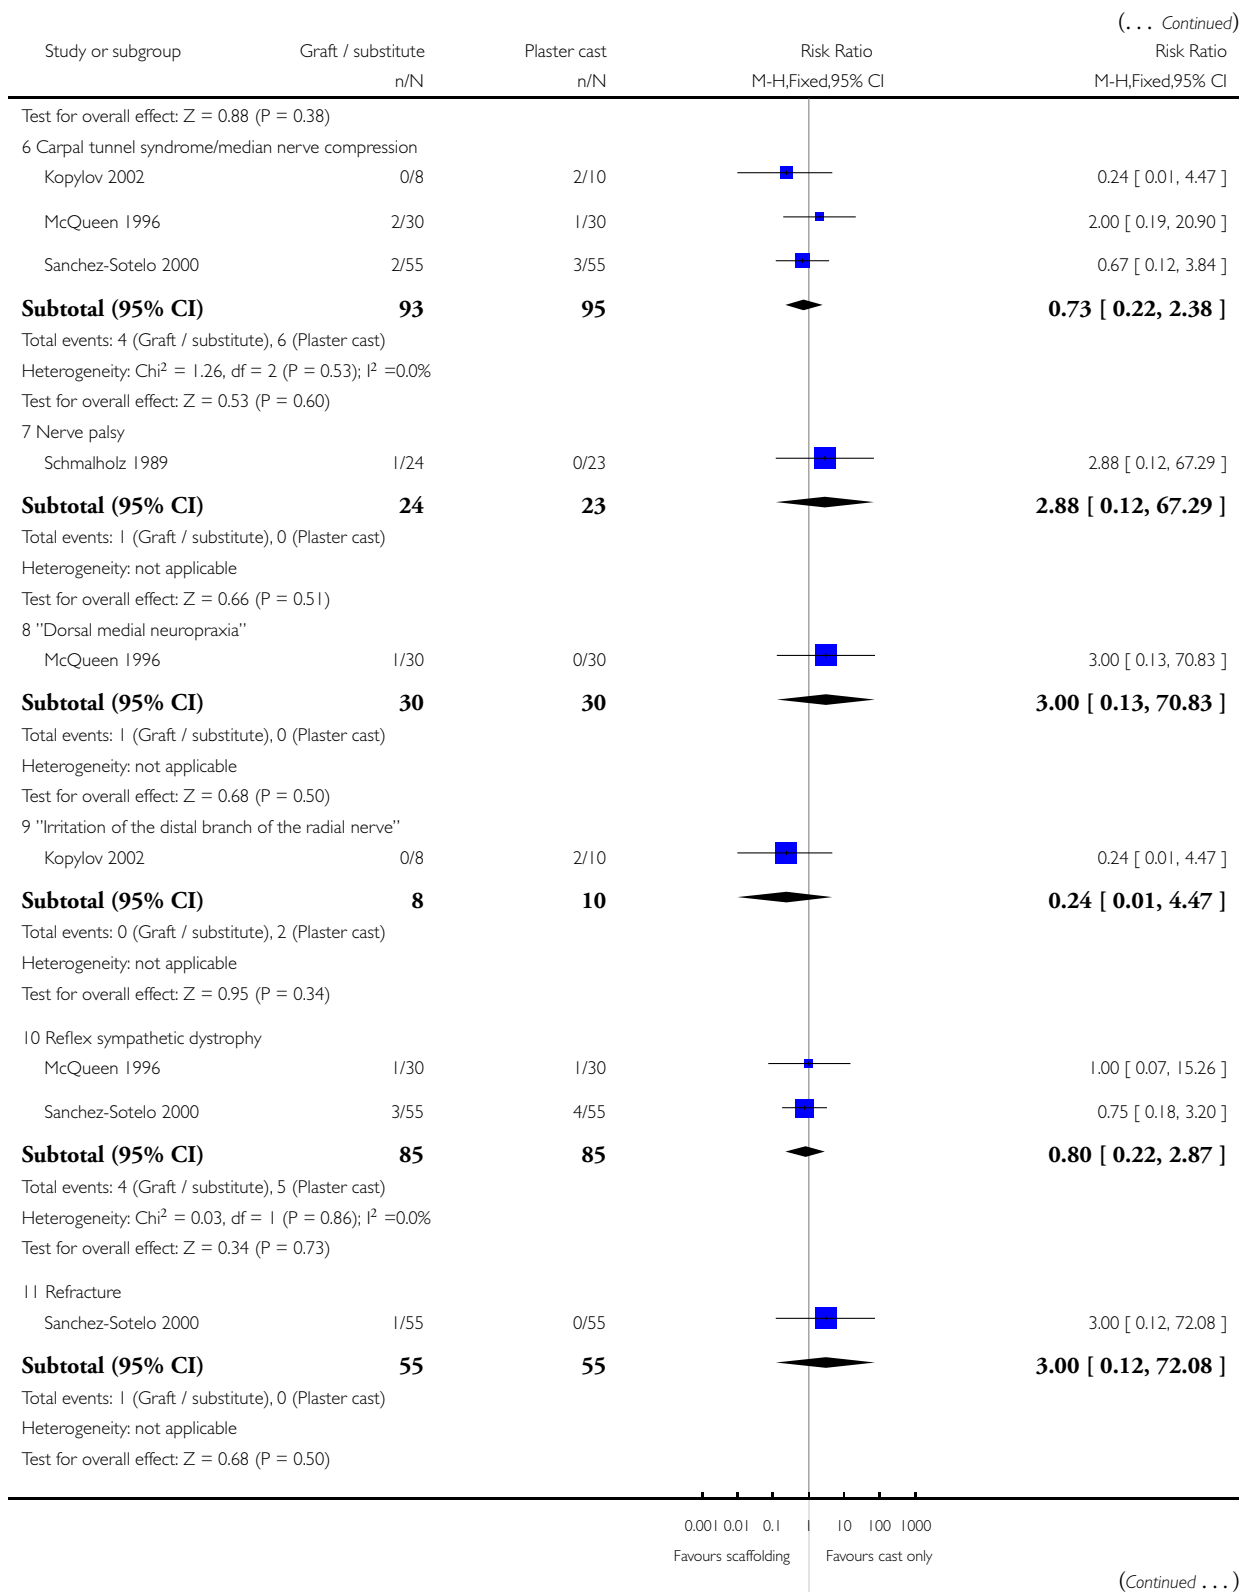 (... Continued)
Study or subgroup Graft / substitute Plaster cast Risk Ratio Risk Ratio
n/N n/N M-H,Fixed,95% CI M-H,Fixed,95% CI
Test for overall effect: Z = 0.88 (P = 0.38)
6 Carpal tunnel syndrome/median nerve compression
Kopylov 2002 0/8 2/10 0.24 [ 0.01, 4.47 ]
McQueen 1996 2/30 1/30 2.00 [ 0.19, 20.90 ]
Sanchez-Sotelo 2000 2/55 3/55 0.67 [ 0.12, 3.84 ]
Subtotal (95% CI) 93 95 0.73 [ 0.22, 2.38 ]
Total events: 4 (Graft / substitute), 6 (Plaster cast)
Heterogeneity: Chi² = 1.26, df = 2 (P = 0.53); I² =0.0%
Test for overall effect: Z = 0.53 (P = 0.60)
7 Nerve palsy
Schmalholz 1989 1/24 0/23 2.88 [ 0.12, 67.29 ]
Subtotal (95% CI) 24 23 2.88 [ 0.12, 67.29 ]
Total events: 1 (Graft / substitute), 0 (Plaster cast)
Heterogeneity: not applicable
Test for overall effect: Z = 0.66 (P = 0.51)
8 ”Dorsal medial neuropraxia”
McQueen 1996 1/30 0/30 3.00 [ 0.13, 70.83 ]
Subtotal (95% CI) 30 30 3.00 [ 0.13, 70.83 ]
Total events: 1 (Graft / substitute), 0 (Plaster cast)
Heterogeneity: not applicable
Test for overall effect: Z = 0.68 (P = 0.50)
9 ”Irritation of the distal branch of the radial nerve”
Kopylov 2002 0/8 2/10 0.24 [ 0.01, 4.47 ]
Subtotal (95% CI) 8 10 0.24 [ 0.01, 4.47 ]
Total events: 0 (Graft / substitute), 2 (Plaster cast)
Heterogeneity: not applicable
Test for overall effect: Z = 0.95 (P = 0.34)
10 Reflex sympathetic dystrophy
McQueen 1996 1/30 1/30 1.00 [ 0.07, 15.26 ]
Sanchez-Sotelo 2000 3/55 4/55 0.75 [ 0.18, 3.20 ]
Subtotal (95% CI) 85 85 0.80 [ 0.22, 2.87 ]
Total events: 4 (Graft / substitute), 5 (Plaster cast)
Heterogeneity: Chi² = 0.03, df = 1 (P = 0.86); I² =0.0%
Test for overall effect: Z = 0.34 (P = 0.73)
11 Refracture
Sanchez-Sotelo 2000 1/55 0/55 3.00 [ 0.12, 72.08 ]
Subtotal (95% CI) 55 55 3.00 [ 0.12, 72.08 ]
Total events: 1 (Graft / substitute), 0 (Plaster cast)
Heterogeneity: not applicable
Test for overall effect: Z = 0.68 (P = 0.50)
0.001 0.01 0.1 1 10 100 1000
Favours scaffolding Favours cast only
(Continued ...)